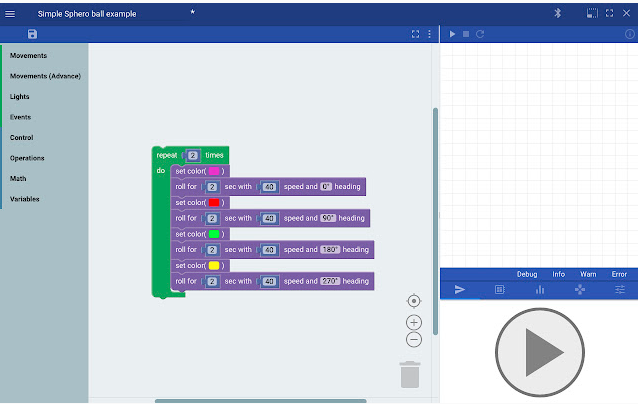 Simple Sphero ball example *
Movements
Movements (Advance)
Lights
Events
Control
Operations
Math
Variables
repeat 2 times
do
set color( )
roll for 2 sec with 40 speed and 0° heading
set color( )
roll for 2 sec with 40 speed and 90° heading
set color( )
roll for 2 sec with 40 speed and 180° heading
set color( )
roll for 2 sec with 40 speed and 270° heading
Debug Info Warn Error